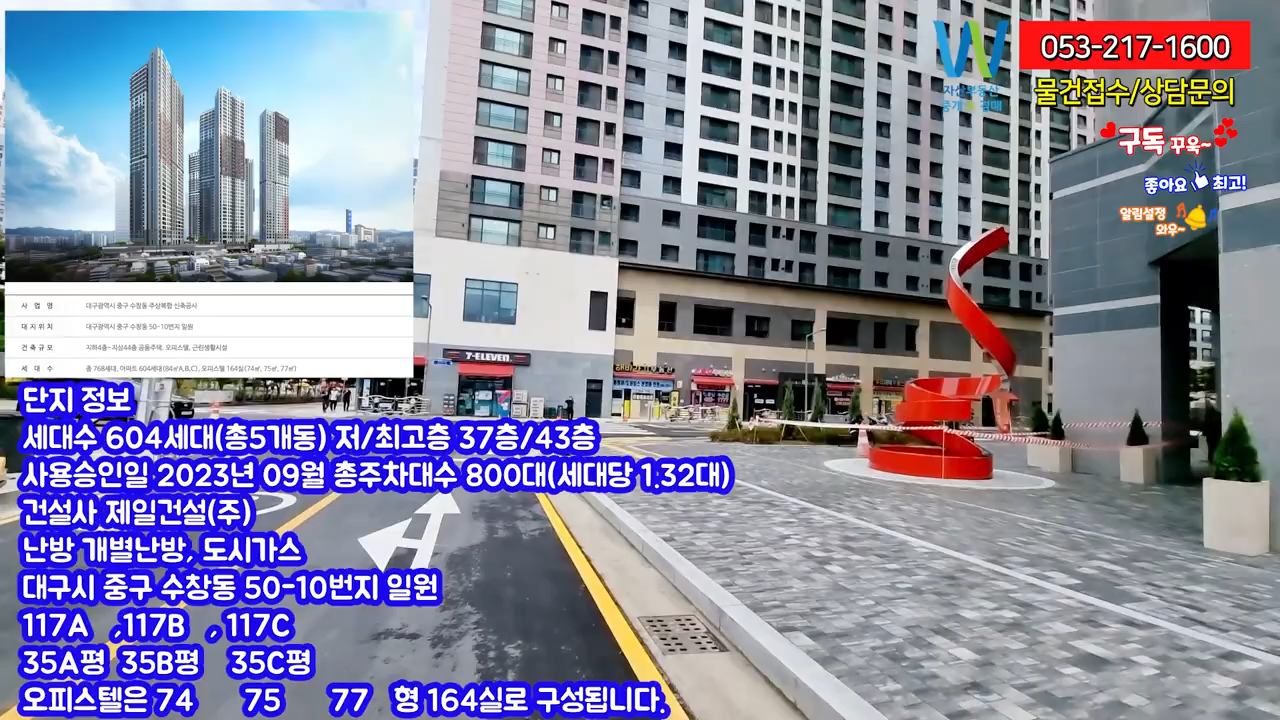 053-217-1600
물건접수/상담문의
자산부동산
중개 경매
구독 꾸욱~
좋아요 최고!
알림설정
와우~
사 업 명 대구광역시 중구 수창동 주상복합 신축공사
대 지 위 치 대구광역시 중구 수창동 50-10번지 일원
건 축 규 모 지하4층~지상44층 공동주택, 오피스텔, 근린생활시설
세 대 수 총 768세대, 아파트 604세대(84㎡A,B,C), 오피스텔 164실(74㎡, 75㎡, 77㎡)
7-ELEVEN
단지 정보
세대수 604세대(총5개동) 저/최고층 37층/43층
사용승인일 2023년 09월 총주차대수 800대(세대당 1.32대)
건설사 제일건설(주)
난방 개별난방, 도시가스
대구시 중구 수창동 50-10번지 일원
117A ,117B , 117C
35A평 35B평 35C평
오피스텔은 74 75 77 형 164실로 구성됩니다.